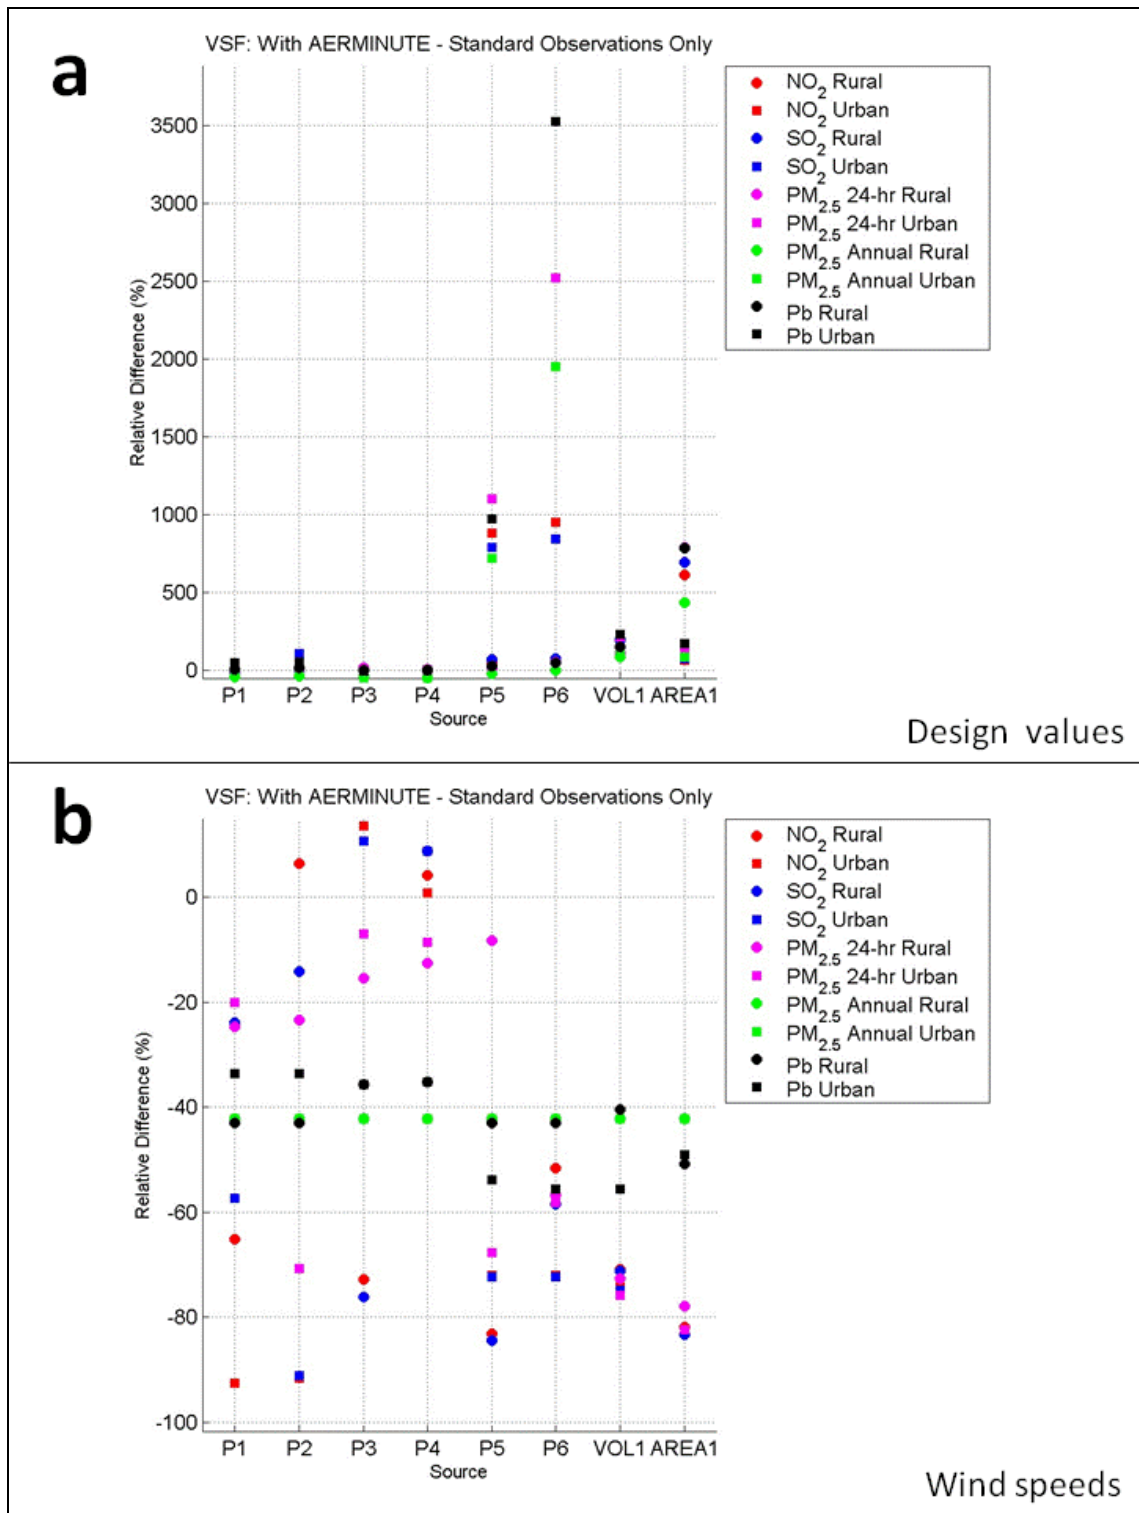 a
VSF: With AERMINUTE - Standard Observations Only
NO2 Rural
NO2 Urban
SO2 Rural
SO2 Urban
PM2.5 24-hr Rural
PM2.5 24-hr Urban
PM2.5 Annual Rural
PM2.5 Annual Urban
Pb Rural
Pb Urban
Relative Difference (%)
3500
3000
2500
2000
1500
1000
500
0
P1 P2 P3 P4 P5 P6 VOL1 AREA1
Source
Design values
b
VSF: With AERMINUTE - Standard Observations Only
NO2 Rural
NO2 Urban
SO2 Rural
SO2 Urban
PM2.5 24-hr Rural
PM2.5 24-hr Urban
PM2.5 Annual Rural
PM2.5 Annual Urban
Pb Rural
Pb Urban
Relative Difference (%)
0
-20
-40
-60
-80
-100
P1 P2 P3 P4 P5 P6 VOL1 AREA1
Source
Wind speeds